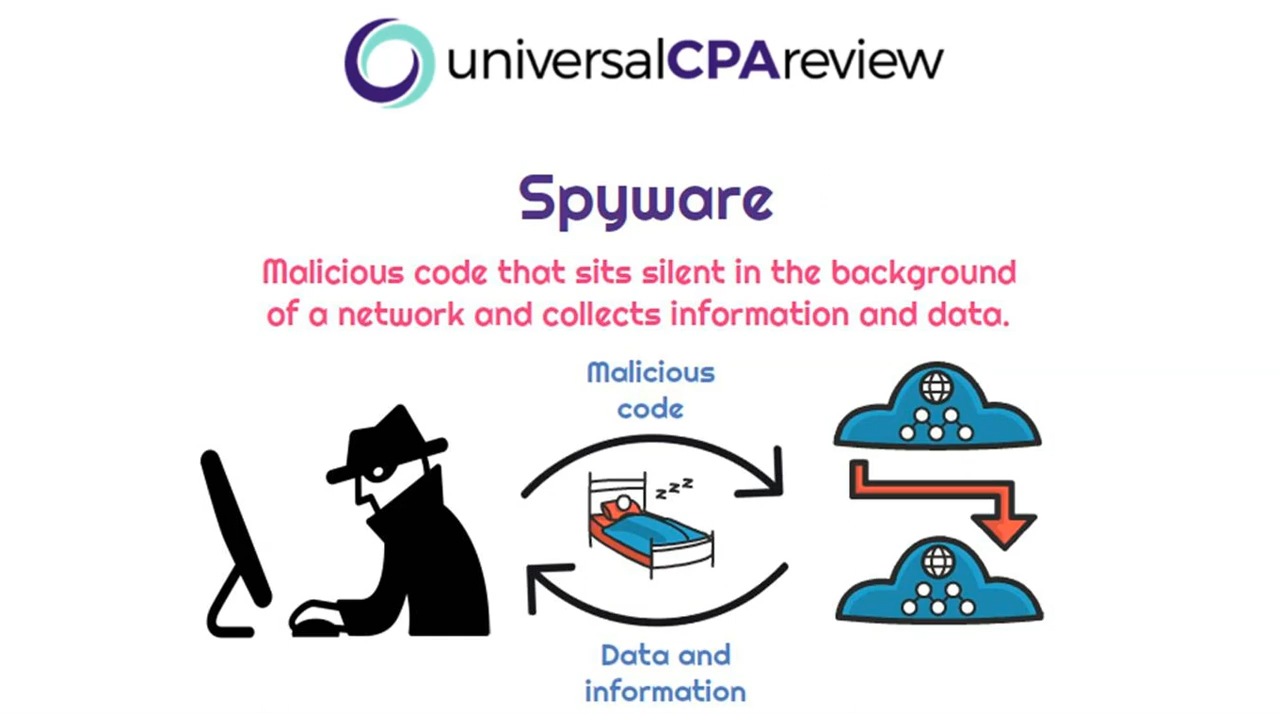 universalCPAreview
Spyware
Malicious code that sits silent in the background
of a network and collects information and data.
Malicious
code
zzz
Data and
information